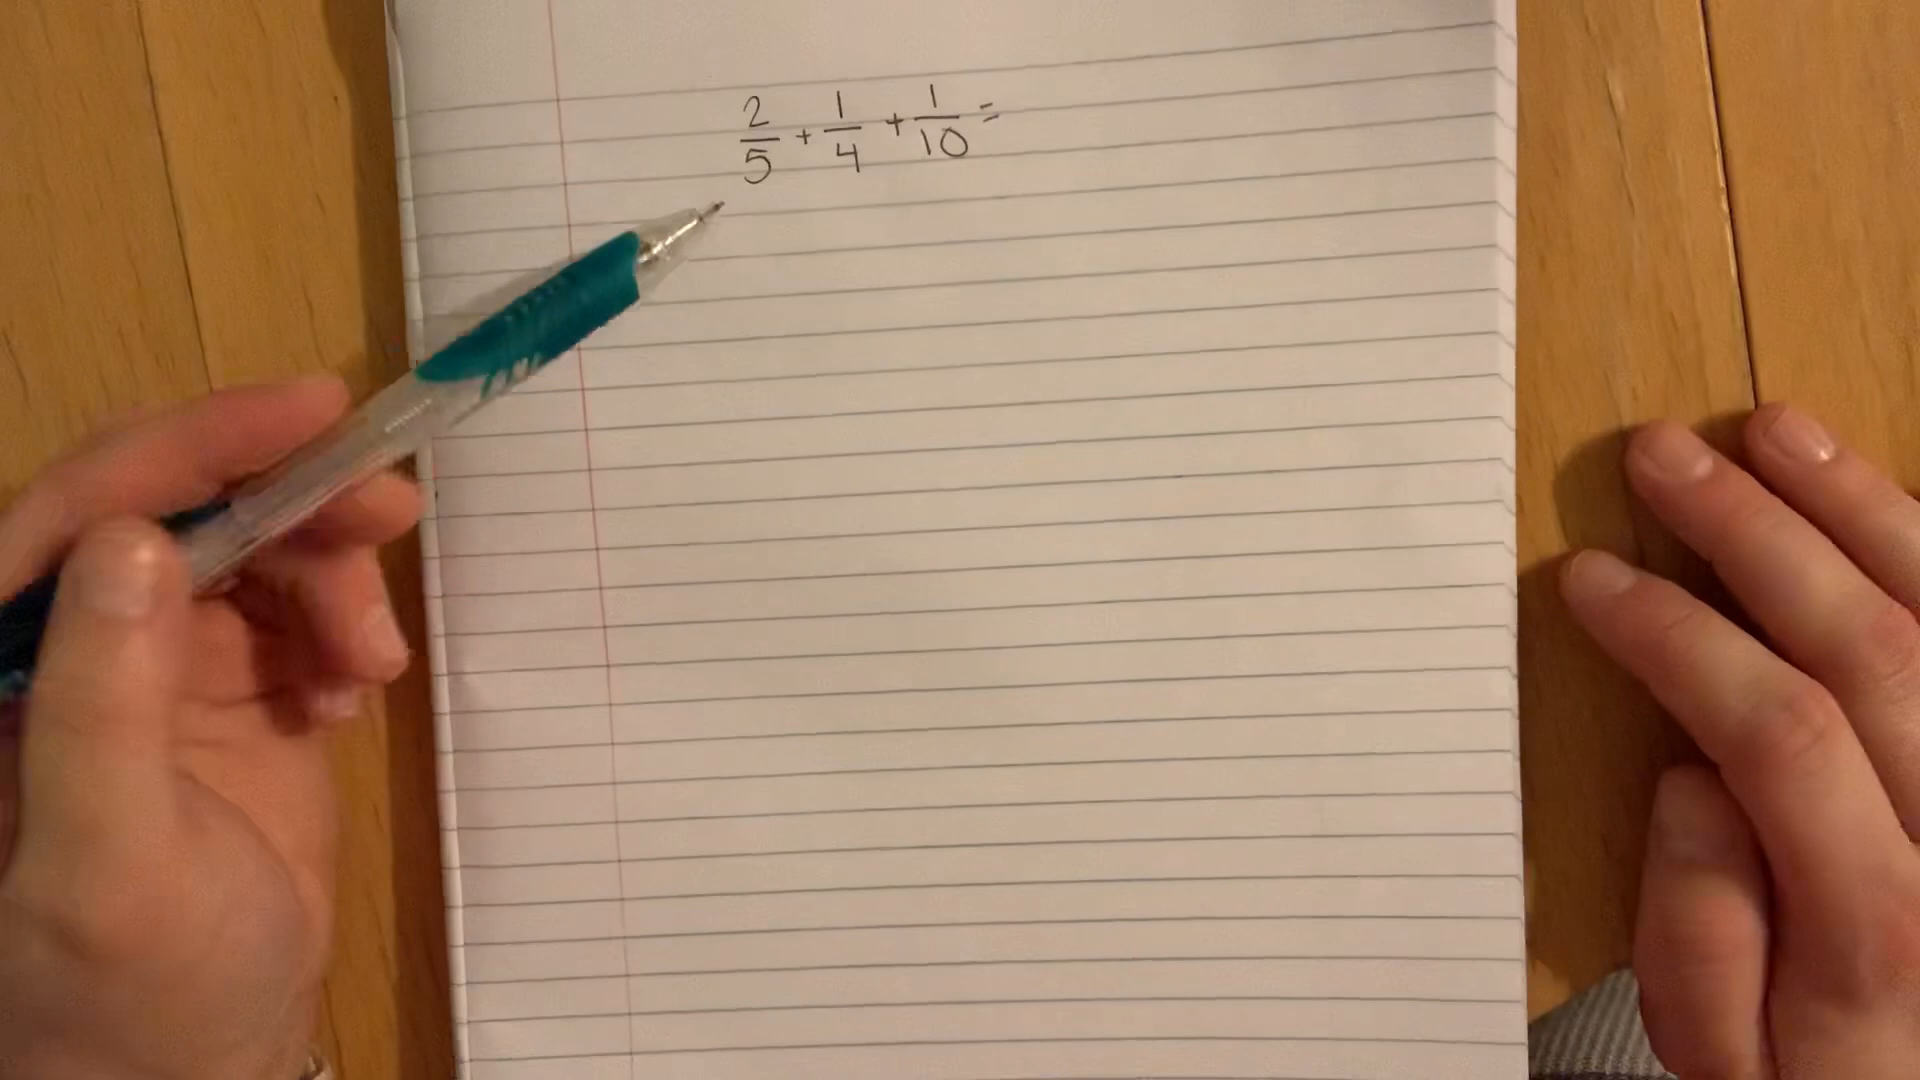 2/5 + 1/4 + 1/10 =